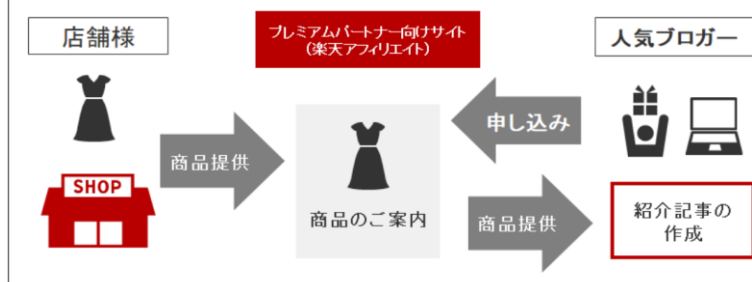 店舗様
プレミアムパートナー向けサイト
(楽天アフィリエイト)
人気ブロガー
申し込み
商品提供
SHOP
商品のご案内
商品提供
紹介記事の
作成